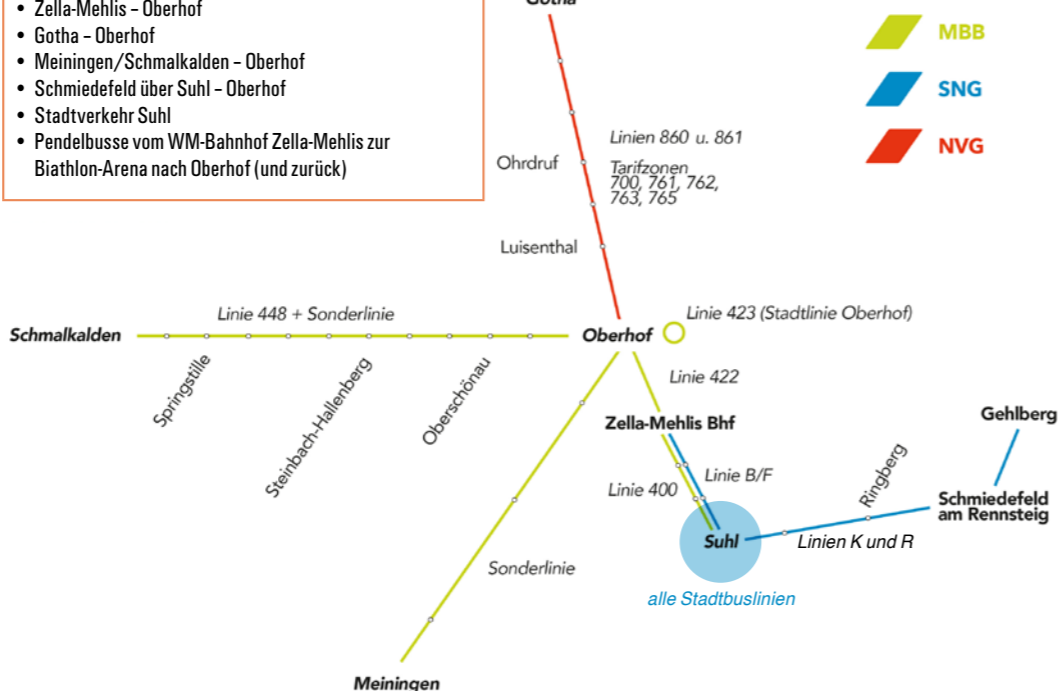 • Zella-Mehlis – Oberhof
• Gotha – Oberhof
• Meiningen/Schmalkalden – Oberhof
• Schmiedefeld über Suhl – Oberhof
• Stadtverkehr Suhl
• Pendelbusse vom WM-Bahnhof Zella-Mehlis zur
Biathlon-Arena nach Oberhof (und zurück)
Gotha
MBB
SNG
NVG
Linien 860 u. 861
Ohrdruf
Tarifzonen
700, 761, 762,
763, 765
Luisenthal
Linie 448 + Sonderlinie
Schmalkalden
Oberhof
Linie 423 (Stadtlinie Oberhof)
Springstille
Steinbach-Hallenberg
Oberschönau
Linie 422
Zella-Mehlis Bhf
Gehlberg
Linie B/F
Linie 400
Ringberg
Schmiedefeld
am Rennsteig
Suhl
Linien K und R
Sonderlinie
alle Stadtbuslinien
Meiningen